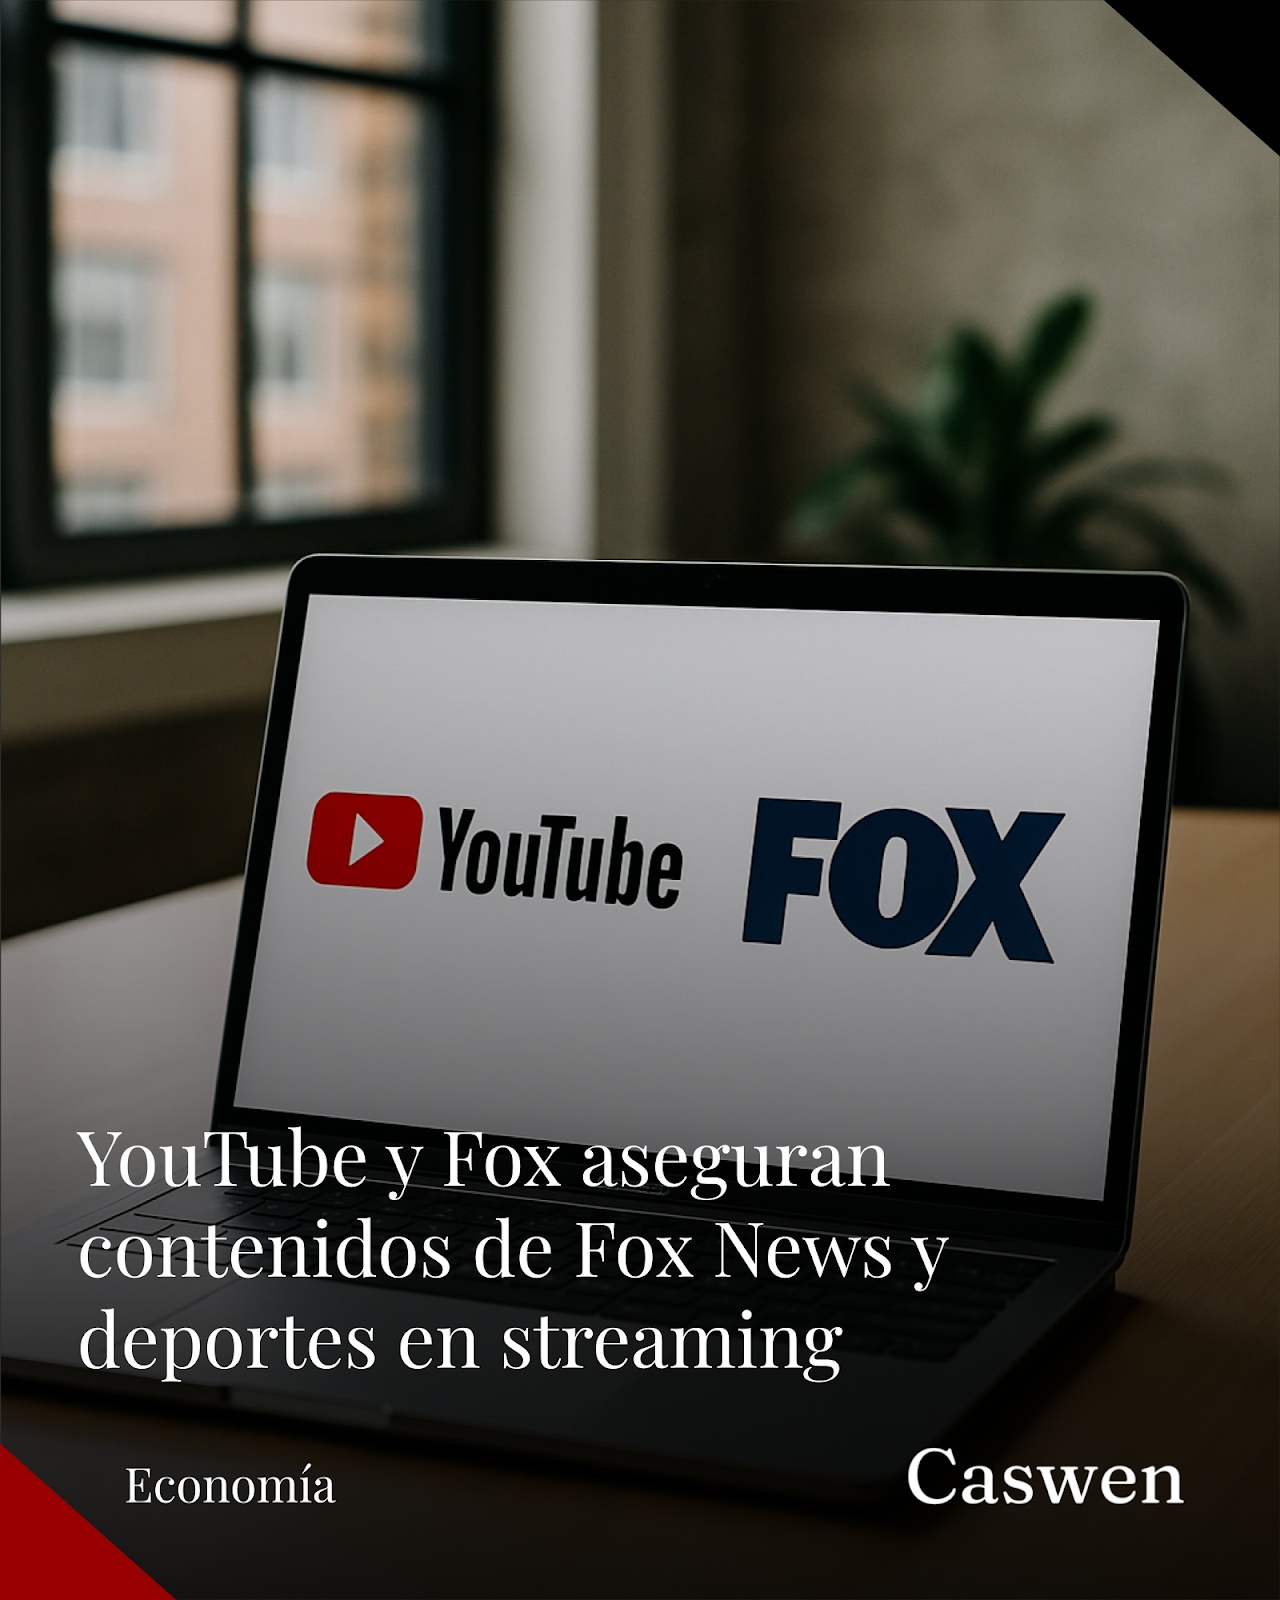 YouTube FOX
YouTube y Fox aseguran
contenidos de Fox News y
deportes en streaming
Economía
Caswen